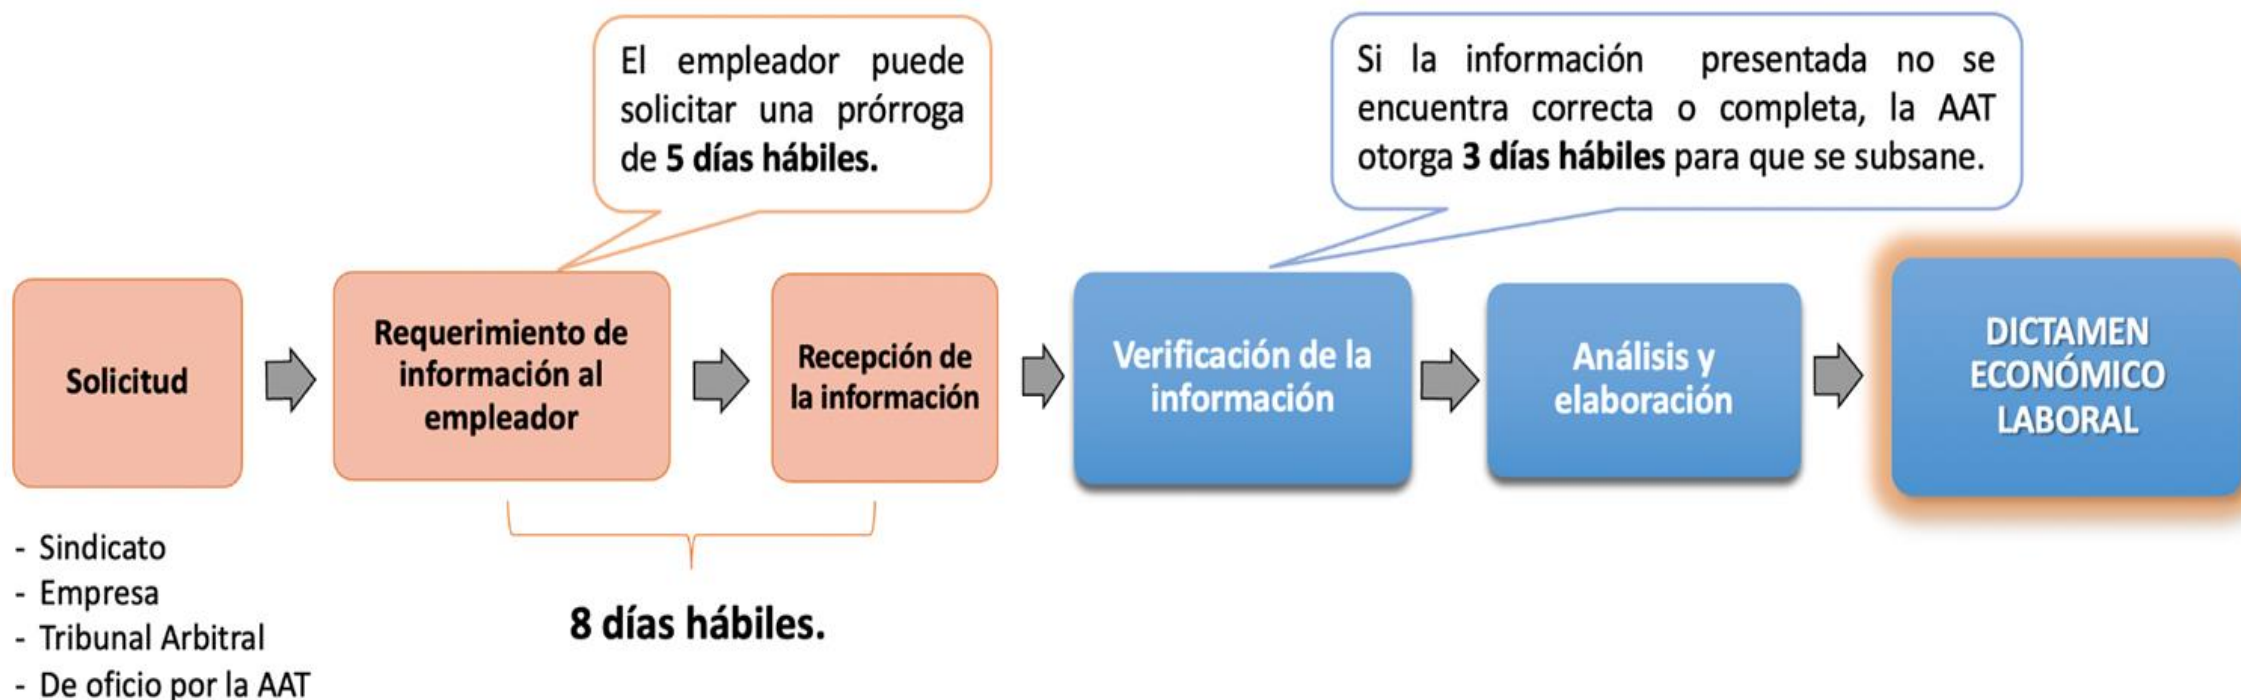 El empleador puede
solicitar una prórroga
de 5 días hábiles.
Si la información presentada no se
encuentra correcta o completa, la AAT
otorga 3 días hábiles para que se subsane.
Solicitud
Requerimiento de
información al
empleador
Recepción de
la información
Verificación de la
información
Análisis y
elaboración
DICTAMEN
ECONÓMICO
LABORAL
- Sindicato
- Empresa
- Tribunal Arbitral
- De oficio por la AAT
8 días hábiles.